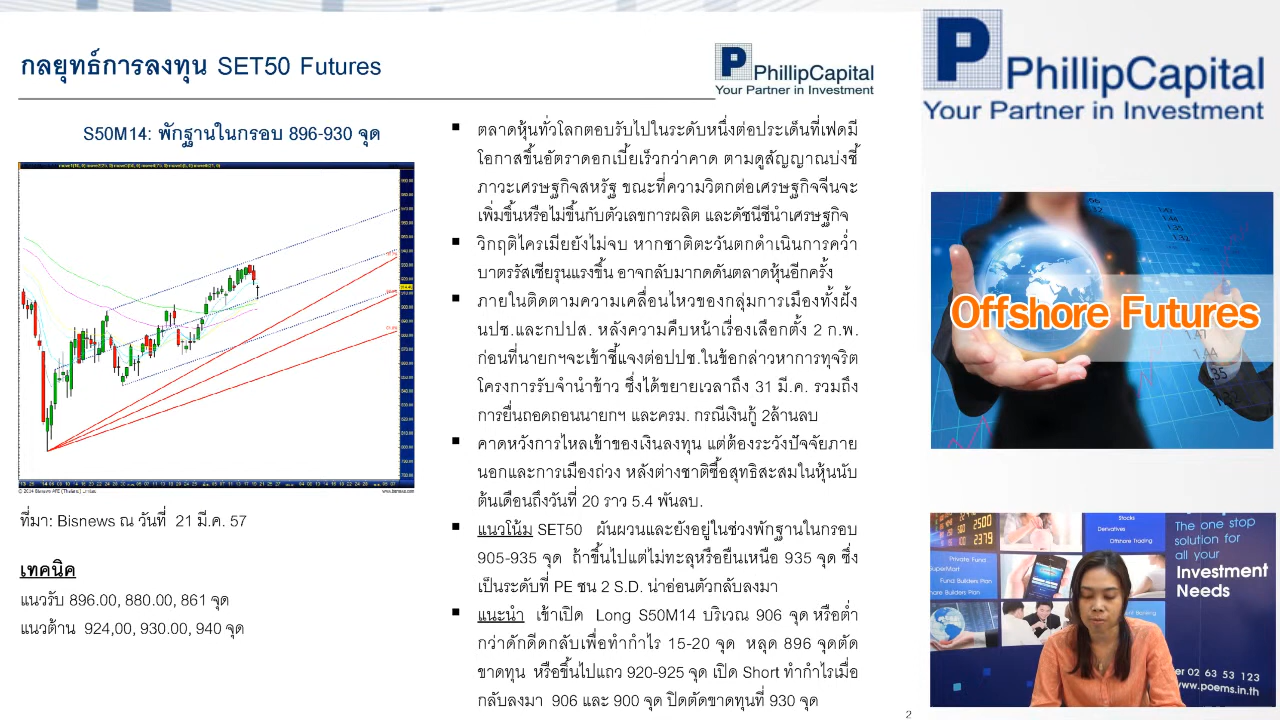 กลยุทธ์การลงทุน SET50 Futures
PhillipCapital
Your Partner in Investment
S50M14: พักฐานในกรอบ 896-930 จุด
© 2014 Bisnews AFE (Thailand) Limited
www.bisnews.com
ที่มา: Bisnews ณ วันที่ 21 มี.ค. 57
เทคนิค
แนวรับ 896.00, 880.00, 861 จุด
แนวต้าน 924,00, 930.00, 940 จุด
ตลาดหุ้นทั่วโลกตอบรับไปในระดับหนึ่งต่อประเด็นที่เฟดมี
โอกาสขึ้นอัตราดอกเบี้ยเร็วกว่าคาด ตามสัญญาณบ่งชี้
ภาวะเศรษฐกิจสหรัฐ ขณะที่ความวิตกต่อเศรษฐกิจจีนจะ
เพิ่มขึ้นหรือไม่ขึ้นกับตัวเลขการผลิต และดัชนีชี้นำเศรษฐกิจ
วิกฤติไครเมียยังไม่จบ หากชาติตะวันตกดำเนินการคว่ำ
บาตรรัสเซียรุนแรงขึ้น อาจกลับมากดดันตลาดหุ้นอีกครั้ง
ภายในติดตามความเคลื่อนไหวของกลุ่มการเมืองทั้งฝั่ง
นปช.และกปปส. หลังความคืบหน้าเรื่องเลือกตั้ง 2 ก.พ.
ก่อนที่นายกฯจะเข้าชี้แจงต่อปปช.ในข้อกล่าวหาการทุจริต
โครงการรับจำนำข้าว ซึ่งได้ขยายเวลาถึง 31 มี.ค. รวมถึง
การยื่นถอดถอนนายกฯ และครม. กรณีเงินกู้ 2ล้านลบ
คาดหวังการไหลเข้าของเงินลงทุน แต่ต้องระวังปัจจัยภาย
นอกและการเมืองถ่วง หลังต่างชาติซื้อสุทธิสะสมในหุ้นนับ
ต้นเดือนถึงวันที่ 20 ราว 5.4 พันลบ.
แนวโน้ม SET50 ผันผวนและยังอยู่ในช่วงพักฐานในกรอบ
905-935 จุด ถ้าขึ้นไปแต่ไม่ทะลุหรือยืนเหนือ 935 จุด ซึ่ง
เป็นด่านที่ PE ชน 2 S.D. น่าอ่อนตัวกลับลงมา
แนะนำ เข้าเปิด Long S50M14 บริเวณ 906 จุด หรือต่ำ
กว่าดักดีดกลับเพื่อทำกำไร 15-20 จุด หลุด 896 จุดตัด
ขาดทุน หรือขึ้นไปแถว 920-925 จุด เปิด Short ทำกำไรเมื่อ
กลับลงมา 906 และ 900 จุด ปิดตัดขาดทุนที่ 930 จุด
2
PhillipCapital
Your Partner in Investment
Offshore Futures
2500
2379
Stocks
Derivatives
Offshore Trading
Private Fund
SuperMart
Fund Builders Plan
The one stop
solution for
all your
Investment
Needs
02 63 53 123
www.poems.in.th